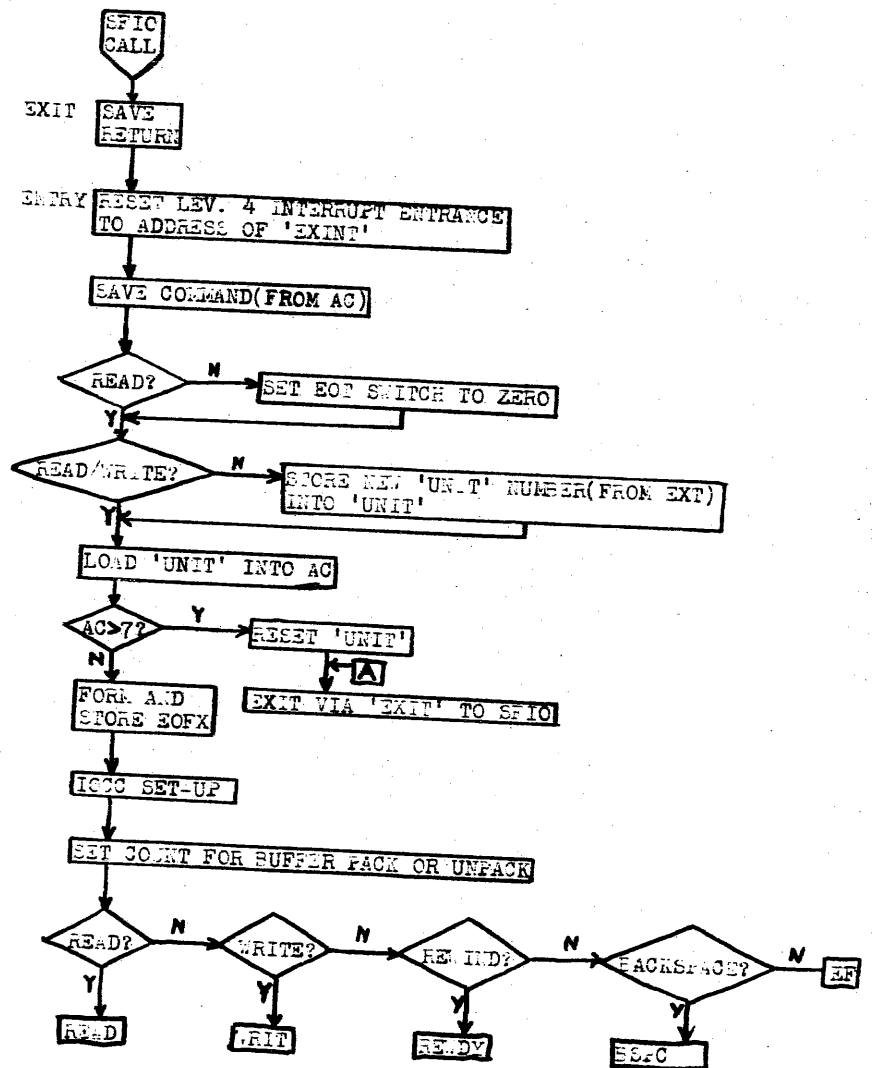 SFIO
CALL
EXIT
SAVE
RETURN
ENTRY
RESET LEV. 4 INTERRUPT ENTRANCE
TO ADDRESS OF 'EXINT'
SAVE COMMAND(FROM AC)
READ?
N
SET EOT SWITCH TO ZERO
Y
READ/WRITE?
N
STORE NEW 'UNIT' NUMBER(FROM EXT)
INTO 'UNIT'
Y
LOAD 'UNIT' INTO AC
AC>7?
Y
RESET 'UNIT'
N
A
FORM AND
STORE EOFX
EXIT VIA 'EXIT' TO SFIO
IOCC SET-UP
SET COUNT FOR BUFFER PACK OR UNPACK
READ?
N
WRITE?
N
REWIND?
N
BACKSPACE?
N
EF
Y
Y
Y
Y
READ
WRIT
REWDY
BSPC